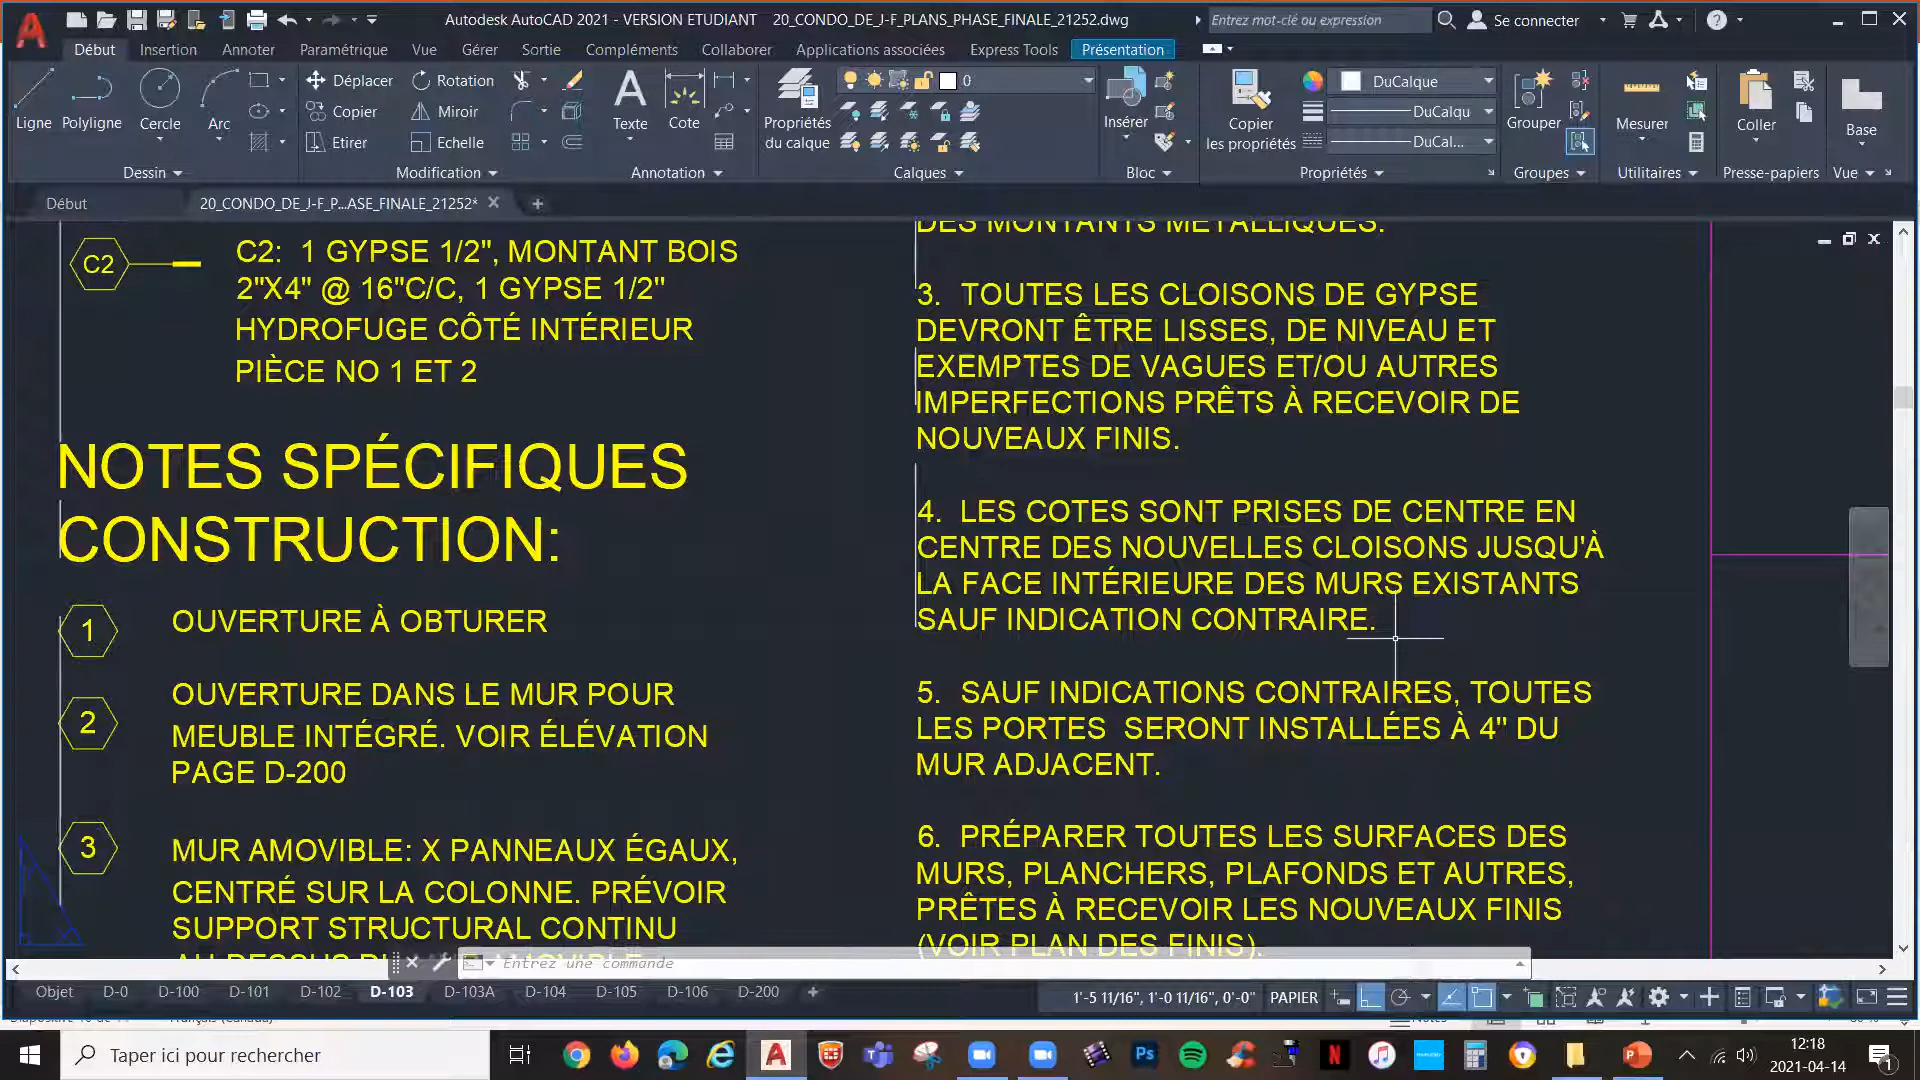 Autodesk AutoCAD 2021 - VERSION ETUDIANT 20_CONDO_DE_J-F_PLANS_PHASE_FINALE_21252.dwg
Entrez mot-clé ou expression
Se connecter
Début Insertion Annoter Paramétrique Vue Gérer Sortie Compléments Collaborer Applications associées Express Tools Présentation
Ligne Polyligne Cercle Arc
Déplacer Rotation
Copier Miroir
Etirer Echelle
Texte Cote
Propriétés
du calque
0
Insérer
Copier
les propriétés
DuCalque
DuCalqu
DuCal...
Grouper
Mesurer
Coller
Base
Dessin Modification Annotation Calques Bloc Propriétés Groupes Utilitaires Presse-papiers Vue
Début 20_CONDO_DE_J-F_P...ASE_FINALE_21252*
C2
C2: 1 GYPSE 1/2", MONTANT BOIS
2"X4" @ 16"C/C, 1 GYPSE 1/2"
HYDROFUGE CÔTÉ INTÉRIEUR
PIÈCE NO 1 ET 2
NOTES SPÉCIFIQUES
CONSTRUCTION:
1
OUVERTURE À OBTURER
2
OUVERTURE DANS LE MUR POUR
MEUBLE INTÉGRÉ. VOIR ÉLÉVATION
PAGE D-200
3
MUR AMOVIBLE: X PANNEAUX ÉGAUX,
CENTRÉ SUR LA COLONNE. PRÉVOIR
SUPPORT STRUCTURAL CONTINU
DES MONTANTS MÉTALLIQUES.
3. TOUTES LES CLOISONS DE GYPSE
DEVRONT ÊTRE LISSES, DE NIVEAU ET
EXEMPTES DE VAGUES ET/OU AUTRES
IMPERFECTIONS PRÊTS À RECEVOIR DE
NOUVEAUX FINIS.
4. LES COTES SONT PRISES DE CENTRE EN
CENTRE DES NOUVELLES CLOISONS JUSQU'À
LA FACE INTÉRIEURE DES MURS EXISTANTS
SAUF INDICATION CONTRAIRE.
5. SAUF INDICATIONS CONTRAIRES, TOUTES
LES PORTES SERONT INSTALLÉES À 4" DU
MUR ADJACENT.
6. PRÉPARER TOUTES LES SURFACES DES
MURS, PLANCHERS, PLAFONDS ET AUTRES,
PRÊTES À RECEVOIR LES NOUVEAUX FINIS
(VOIR PLAN DES FINIS).
Entrez une commande
Objet D-0 D-100 D-101 D-102 D-103 D-103A D-104 D-105 D-106 D-200
1'-5 11/16", 1'-0 11/16", 0'-0" PAPIER
Taper ici pour rechercher
12:18
2021-04-14
1